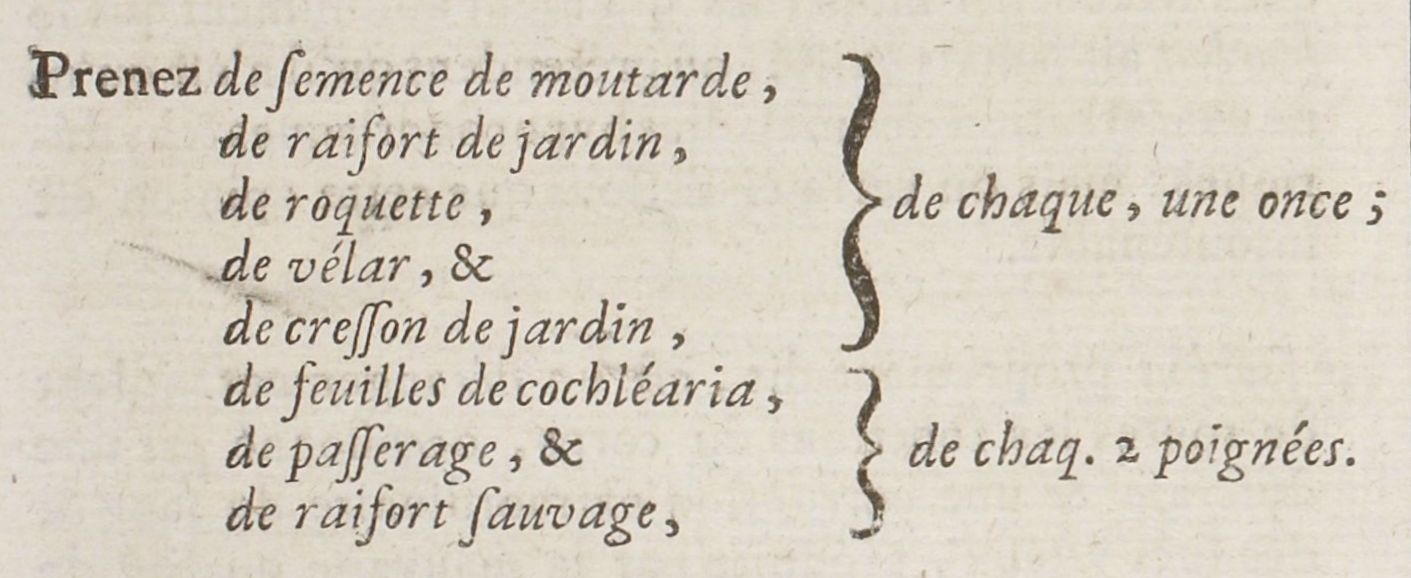 Prenez de ſemence de moutarde,
de raifort de jardin,
de roquette,
de vélar, &
de creſſon de jardin,
de chaque, une once;
de feuilles de cochléaria,
de paſſerage, &
de raifort ſauvage,
de chaq. 2 poignées.